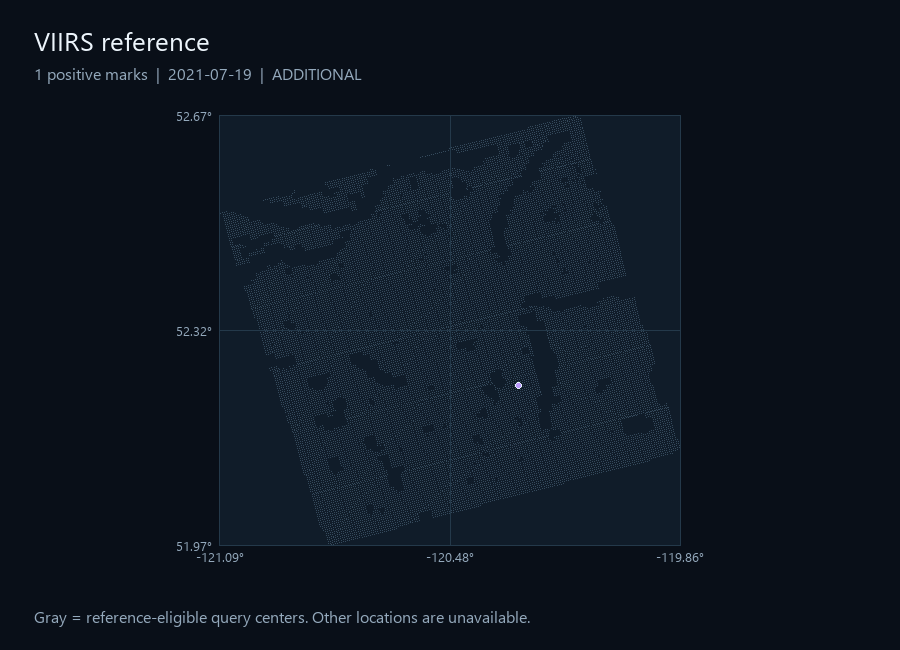 VIIRS reference
1 positive marks | 2021-07-19 | ADDITIONAL
52.67°
52.32°
51.97°
-121.09°
-120.48°
-119.86°
Gray = reference-eligible query centers. Other locations are unavailable.